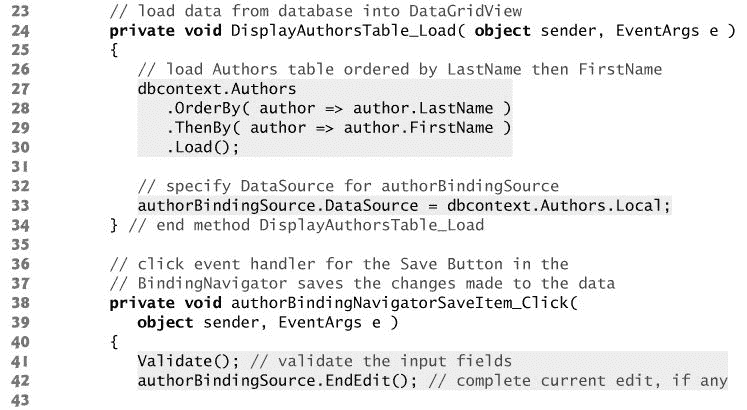 23 // load data from database into DataGridView
24 private void DisplayAuthorsTable_Load( object sender, EventArgs e )
25 {
26 // load Authors table ordered by LastName then FirstName
27 dbcontext.Authors
28 .OrderBy( author => author.LastName )
29 .ThenBy( author => author.FirstName )
30 .Load();
31
32 // specify DataSource for authorBindingSource
33 authorBindingSource.DataSource = dbcontext.Authors.Local;
34 } // end method DisplayAuthorsTable_Load
35
36 // click event handler for the Save Button in the
37 // BindingNavigator saves the changes made to the data
38 private void authorBindingNavigatorSaveItem_Click(
39 object sender, EventArgs e )
40 {
41 Validate(); // validate the input fields
42 authorBindingSource.EndEdit(); // complete current edit, if any
43